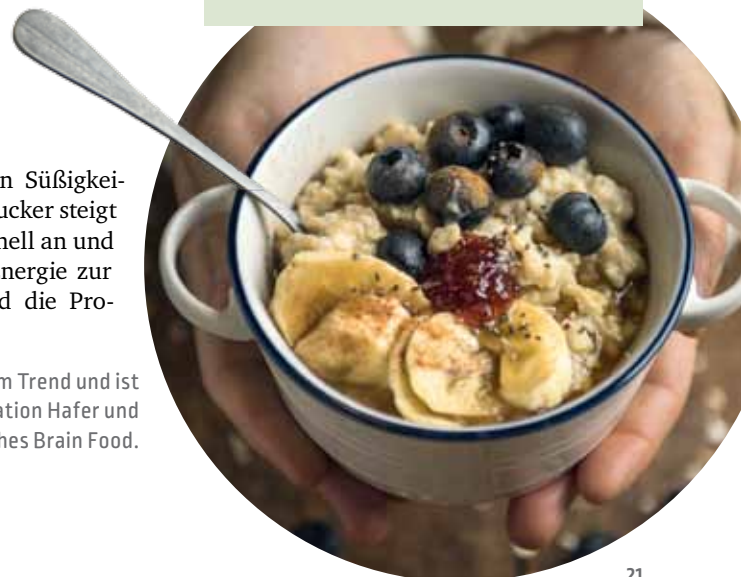 n Süßigkei-
ucker steigt
nell an und
nergie zur
d die Pro-
m Trend und ist
ation Hafer und
hes Brain Food.
21